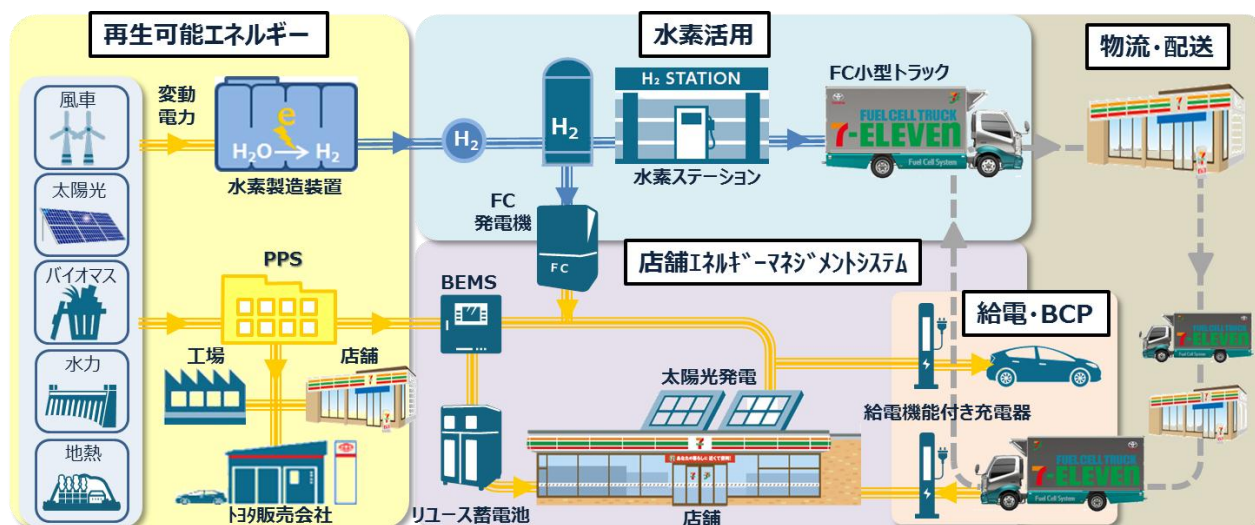 再生可能エネルギー
水素活用
物流・配送
風車
変動
電力
e
H₂O→H₂
水素製造装置
H₂
H₂
H₂ STATION
水素ステーション
FC小型トラック
FUEL CELL TRUCK
7-ELEVEN
Fuel Cell System
太陽光
FC
発電機
FC
店舗ｴﾈﾙｷﾞｰﾏﾈｼﾞﾒﾝﾄｼｽﾃﾑ
バイオマス
PPS
BEMS
給電・BCP
水力
工場
店舗
太陽光発電
給電機能付き充電器
FUEL CELL TRUCK
7-ELEVEN
地熱
トヨタ販売会社
リユース蓄電池
店舗
FUEL CELL TRUCK
7-ELEVEN
Fuel Cell System